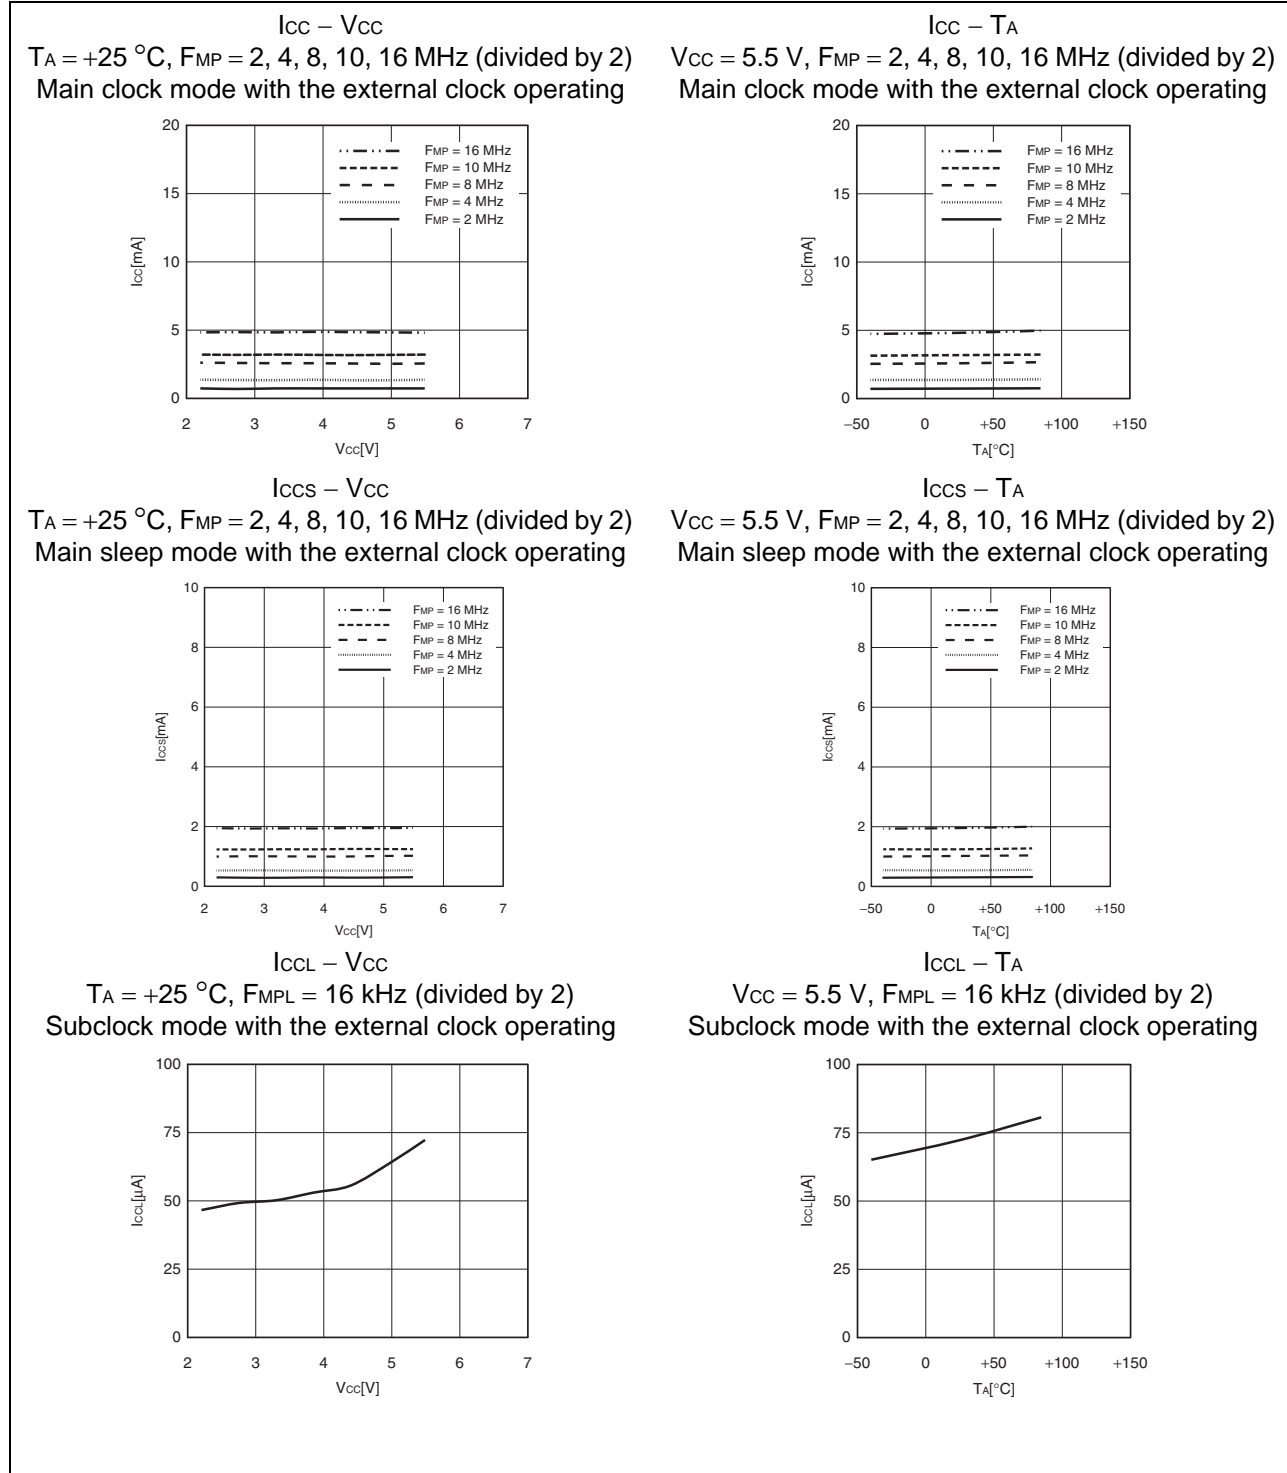 ICC − VCC
TA = +25 °C, FMP = 2, 4, 8, 10, 16 MHz (divided by 2)
Main clock mode with the external clock operating
20
15
10
5
0
ICC[mA]
FMP = 16 MHz
FMP = 10 MHz
FMP = 8 MHz
FMP = 4 MHz
FMP = 2 MHz
2 3 4 5 6 7
VCC[V]
ICC − TA
VCC = 5.5 V, FMP = 2, 4, 8, 10, 16 MHz (divided by 2)
Main clock mode with the external clock operating
20
15
10
5
0
ICC[mA]
FMP = 16 MHz
FMP = 10 MHz
FMP = 8 MHz
FMP = 4 MHz
FMP = 2 MHz
−50 0 +50 +100 +150
TA[°C]
ICCS − VCC
TA = +25 °C, FMP = 2, 4, 8, 10, 16 MHz (divided by 2)
Main sleep mode with the external clock operating
10
8
6
4
2
0
ICCS[mA]
FMP = 16 MHz
FMP = 10 MHz
FMP = 8 MHz
FMP = 4 MHz
FMP = 2 MHz
2 3 4 5 6 7
VCC[V]
ICCS − TA
VCC = 5.5 V, FMP = 2, 4, 8, 10, 16 MHz (divided by 2)
Main sleep mode with the external clock operating
10
8
6
4
2
0
ICCS[mA]
FMP = 16 MHz
FMP = 10 MHz
FMP = 8 MHz
FMP = 4 MHz
FMP = 2 MHz
−50 0 +50 +100 +150
TA[°C]
ICCL − VCC
TA = +25 °C, FMPL = 16 kHz (divided by 2)
Subclock mode with the external clock operating
100
75
50
25
0
ICCL[µA]
2 3 4 5 6 7
VCC[V]
ICCL − TA
VCC = 5.5 V, FMPL = 16 kHz (divided by 2)
Subclock mode with the external clock operating
100
75
50
25
0
ICCL[µA]
−50 0 +50 +100 +150
TA[°C]